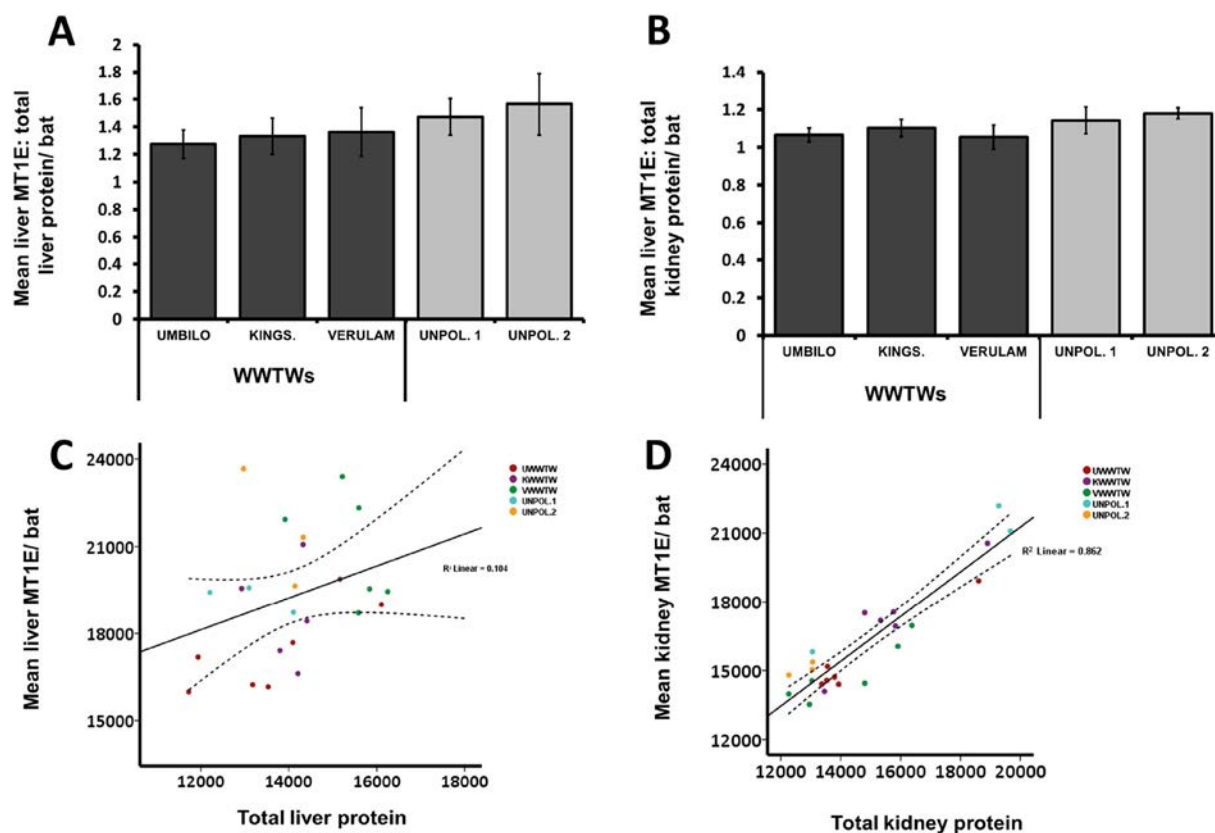 A
Mean liver MT1E: total
liver protein/ bat
2
1.8
1.6
1.4
1.2
1
0.8
0.6
0.4
0.2
0
UMBILO KINGS. VERULAM UNPOL. 1 UNPOL. 2
WWTWs
B
Mean liver MT1E: total
kidney protein/ bat
1.4
1.2
1
0.8
0.6
0.4
0.2
0
UMBILO KINGS. VERULAM UNPOL. 1 UNPOL. 2
WWTWs
C
Mean liver MT1E/ bat
24000
21000
18000
15000
UWWTW
KWWTW
VWWTW
UNPOL.1
UNPOL.2
R² Linear = 0.104
12000 14000 16000 18000
Total liver protein
D
Mean kidney MT1E/ bat
24000
21000
18000
15000
12000
UWWTW
KWWTW
VWWTW
UNPOL.1
UNPOL.2
R² Linear = 0.862
12000 14000 16000 18000 20000
Total kidney protein